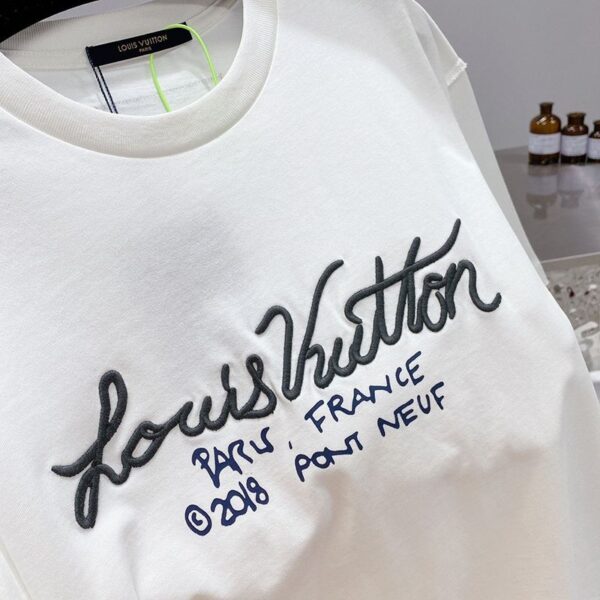 LOUIS VUITTON
PARIS
Louis Vuitton
PARIS, FRANCE
©2018 PONT NEUF